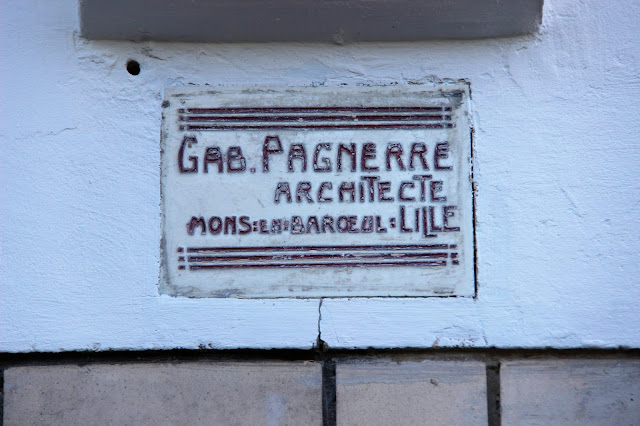 GAB. PAGNERRE
ARCHITECTE
MONS:EN:BARŒUL:LILLE